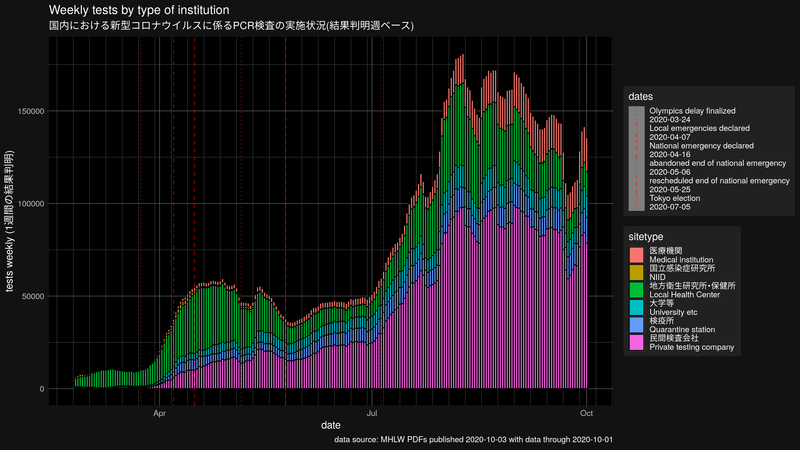 Weekly tests by type of institution
国内における新型コロナウイルスに係るPCR検査の実施状況(結果判明週ベース)
tests weekly (1週間の結果判明)
150000
100000
50000
0
Apr
Jul
Oct
date
dates
Olympics delay finalized
2020-03-24
Local emergencies declared
2020-04-07
National emergency declared
2020-04-16
abandoned end of national emergency
2020-05-06
rescheduled end of national emergency
2020-05-25
Tokyo election
2020-07-05
sitetype
医療機関
Medical institution
国立感染症研究所
NIID
地方衛生研究所・保健所
Local Health Center
大学等
University etc
検疫所
Quarantine station
民間検査会社
Private testing company
data source: MHLW PDFs published 2020-10-03 with data through 2020-10-01